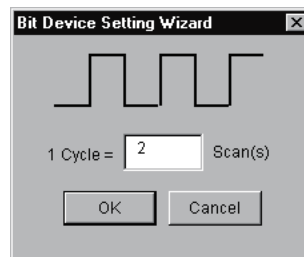 Bit Device Setting Wizard
1 Cycle = 2 Scan(s)
OK Cancel